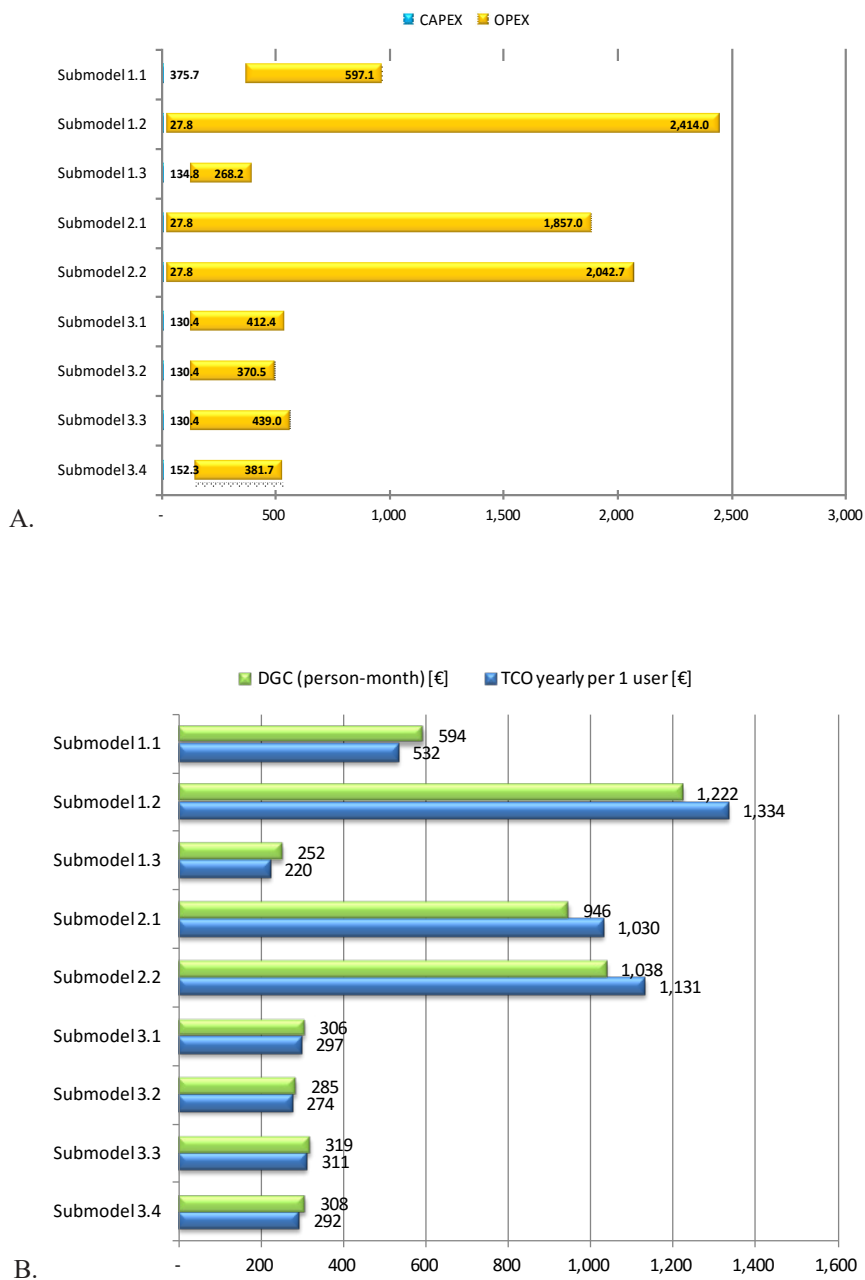 CAPEX OPEX
Submodel 1.1 375.7 597.1
Submodel 1.2 27.8 2,414.0
Submodel 1.3 134.8 268.2
Submodel 2.1 27.8 1,857.0
Submodel 2.2 27.8 2,042.7
Submodel 3.1 130.4 412.4
Submodel 3.2 130.4 370.5
Submodel 3.3 130.4 439.0
Submodel 3.4 152.3 381.7
- 500 1,000 1,500 2,000 2,500 3,000
A.
DGC (person-month) [€] TCO yearly per 1 user [€]
Submodel 1.1 594
532
Submodel 1.2 1,222
1,334
Submodel 1.3 252
220
Submodel 2.1 946
1,030
Submodel 2.2 1,038
1,131
Submodel 3.1 306
297
Submodel 3.2 285
274
Submodel 3.3 319
311
Submodel 3.4 308
292
- 200 400 600 800 1,000 1,200 1,400 1,600
B.